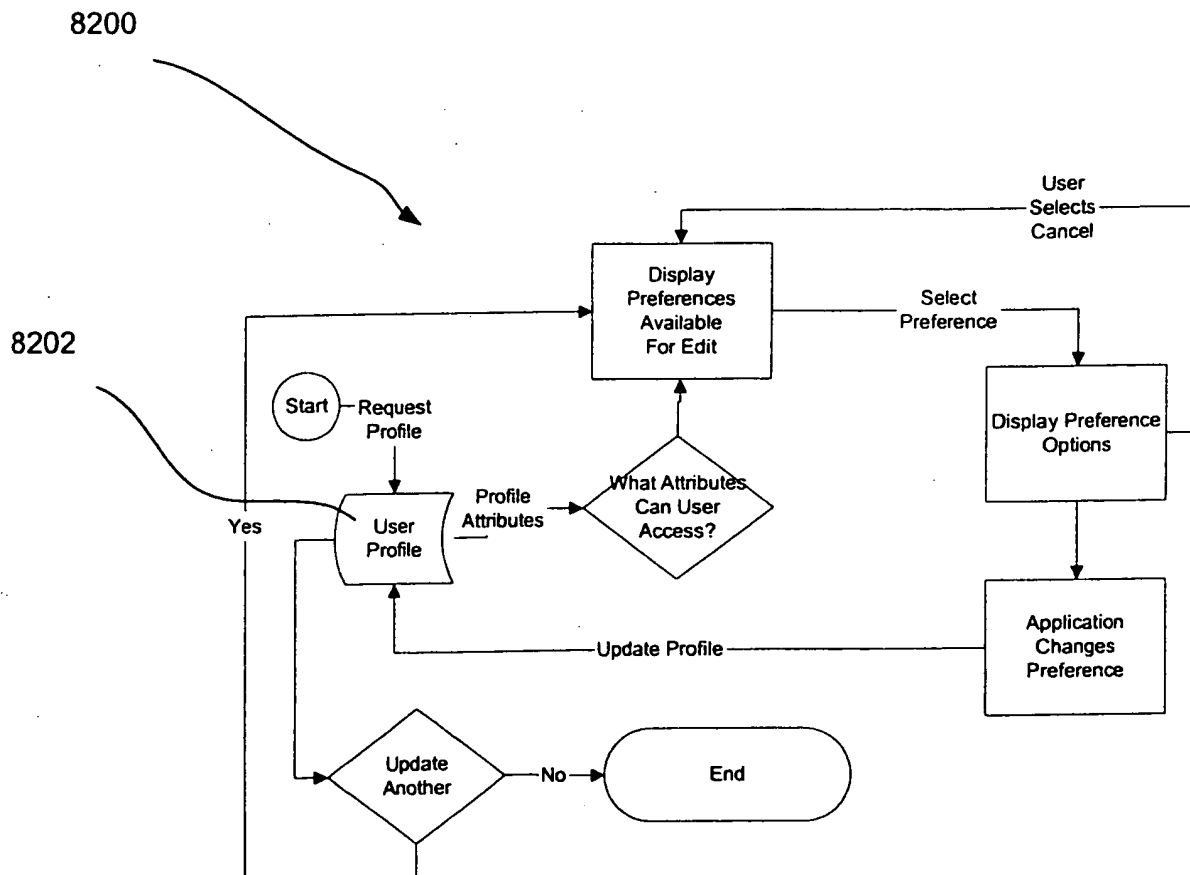 8200
User
Selects
Cancel
Display
Preferences
Available
For Edit
Select
Preference
8202
Start
Request
Profile
Display Preference
Options
What Attributes
Can User
Access?
Profile
Attributes
User
Profile
Yes
Application
Changes
Preference
Update Profile
Update
Another
No
End